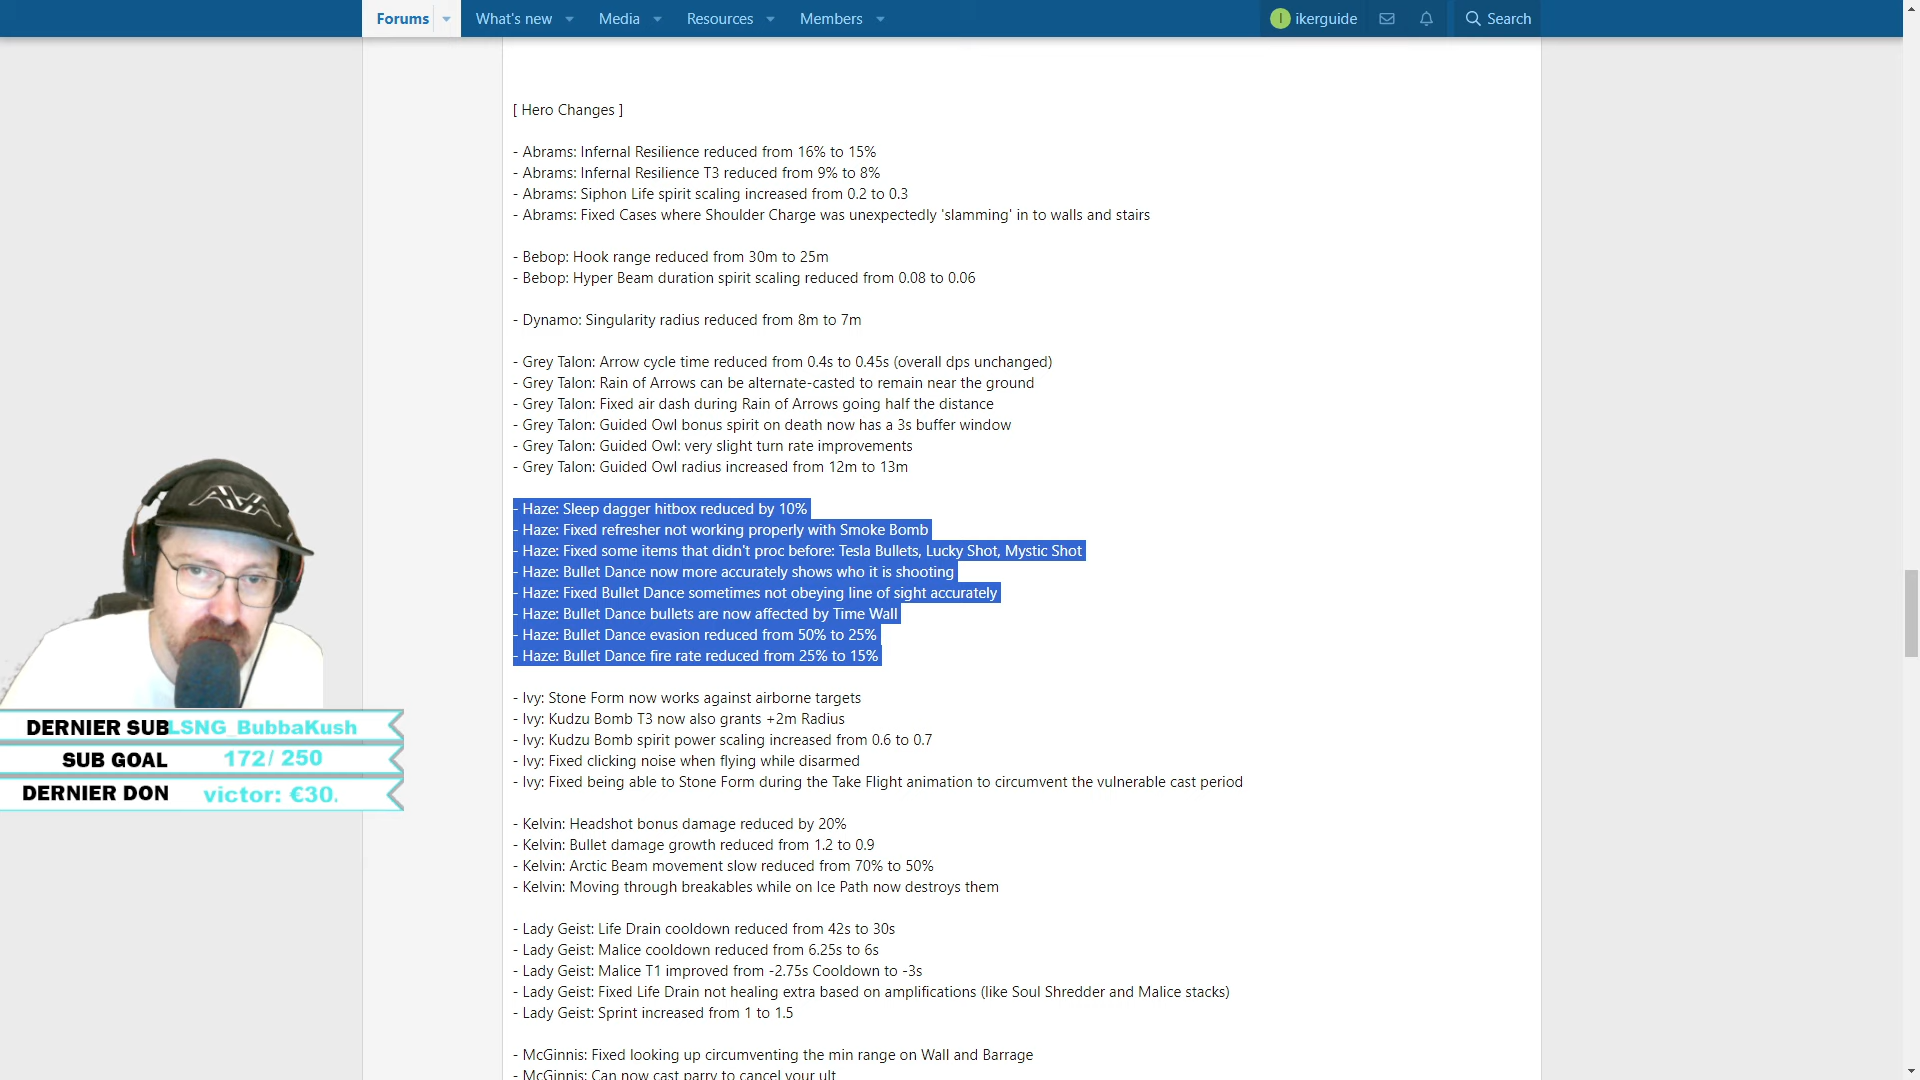 Forums
What's new
Media
Resources
Members
I ikerguide
Search
[ Hero Changes ]
- Abrams: Infernal Resilience reduced from 16% to 15%
- Abrams: Infernal Resilience T3 reduced from 9% to 8%
- Abrams: Siphon Life spirit scaling increased from 0.2 to 0.3
- Abrams: Fixed Cases where Shoulder Charge was unexpectedly 'slamming' in to walls and stairs
- Bebop: Hook range reduced from 30m to 25m
- Bebop: Hyper Beam duration spirit scaling reduced from 0.08 to 0.06
- Dynamo: Singularity radius reduced from 8m to 7m
- Grey Talon: Arrow cycle time reduced from 0.4s to 0.45s (overall dps unchanged)
- Grey Talon: Rain of Arrows can be alternate-casted to remain near the ground
- Grey Talon: Fixed air dash during Rain of Arrows going half the distance
- Grey Talon: Guided Owl bonus spirit on death now has a 3s buffer window
- Grey Talon: Guided Owl: very slight turn rate improvements
- Grey Talon: Guided Owl radius increased from 12m to 13m
- Haze: Sleep dagger hitbox reduced by 10%
- Haze: Fixed refresher not working properly with Smoke Bomb
- Haze: Fixed some items that didn't proc before: Tesla Bullets, Lucky Shot, Mystic Shot
- Haze: Bullet Dance now more accurately shows who it is shooting
- Haze: Fixed Bullet Dance sometimes not obeying line of sight accurately
- Haze: Bullet Dance bullets are now affected by Time Wall
- Haze: Bullet Dance evasion reduced from 50% to 25%
- Haze: Bullet Dance fire rate reduced from 25% to 15%
- Ivy: Stone Form now works against airborne targets
- Ivy: Kudzu Bomb T3 now also grants +2m Radius
- Ivy: Kudzu Bomb spirit power scaling increased from 0.6 to 0.7
- Ivy: Fixed clicking noise when flying while disarmed
- Ivy: Fixed being able to Stone Form during the Take Flight animation to circumvent the vulnerable cast period
- Kelvin: Headshot bonus damage reduced by 20%
- Kelvin: Bullet damage growth reduced from 1.2 to 0.9
- Kelvin: Arctic Beam movement slow reduced from 70% to 50%
- Kelvin: Moving through breakables while on Ice Path now destroys them
- Lady Geist: Life Drain cooldown reduced from 42s to 30s
- Lady Geist: Malice cooldown reduced from 6.25s to 6s
- Lady Geist: Malice T1 improved from -2.75s Cooldown to -3s
- Lady Geist: Fixed Life Drain not healing extra based on amplifications (like Soul Shredder and Malice stacks)
- Lady Geist: Sprint increased from 1 to 1.5
- McGinnis: Fixed looking up circumventing the min range on Wall and Barrage
- McGinnis: Can now cast parry to cancel your ult
AVA
DERNIER SUB LSNG_BubbaKush
SUB GOAL 172/ 250
DERNIER DON victor: €30.